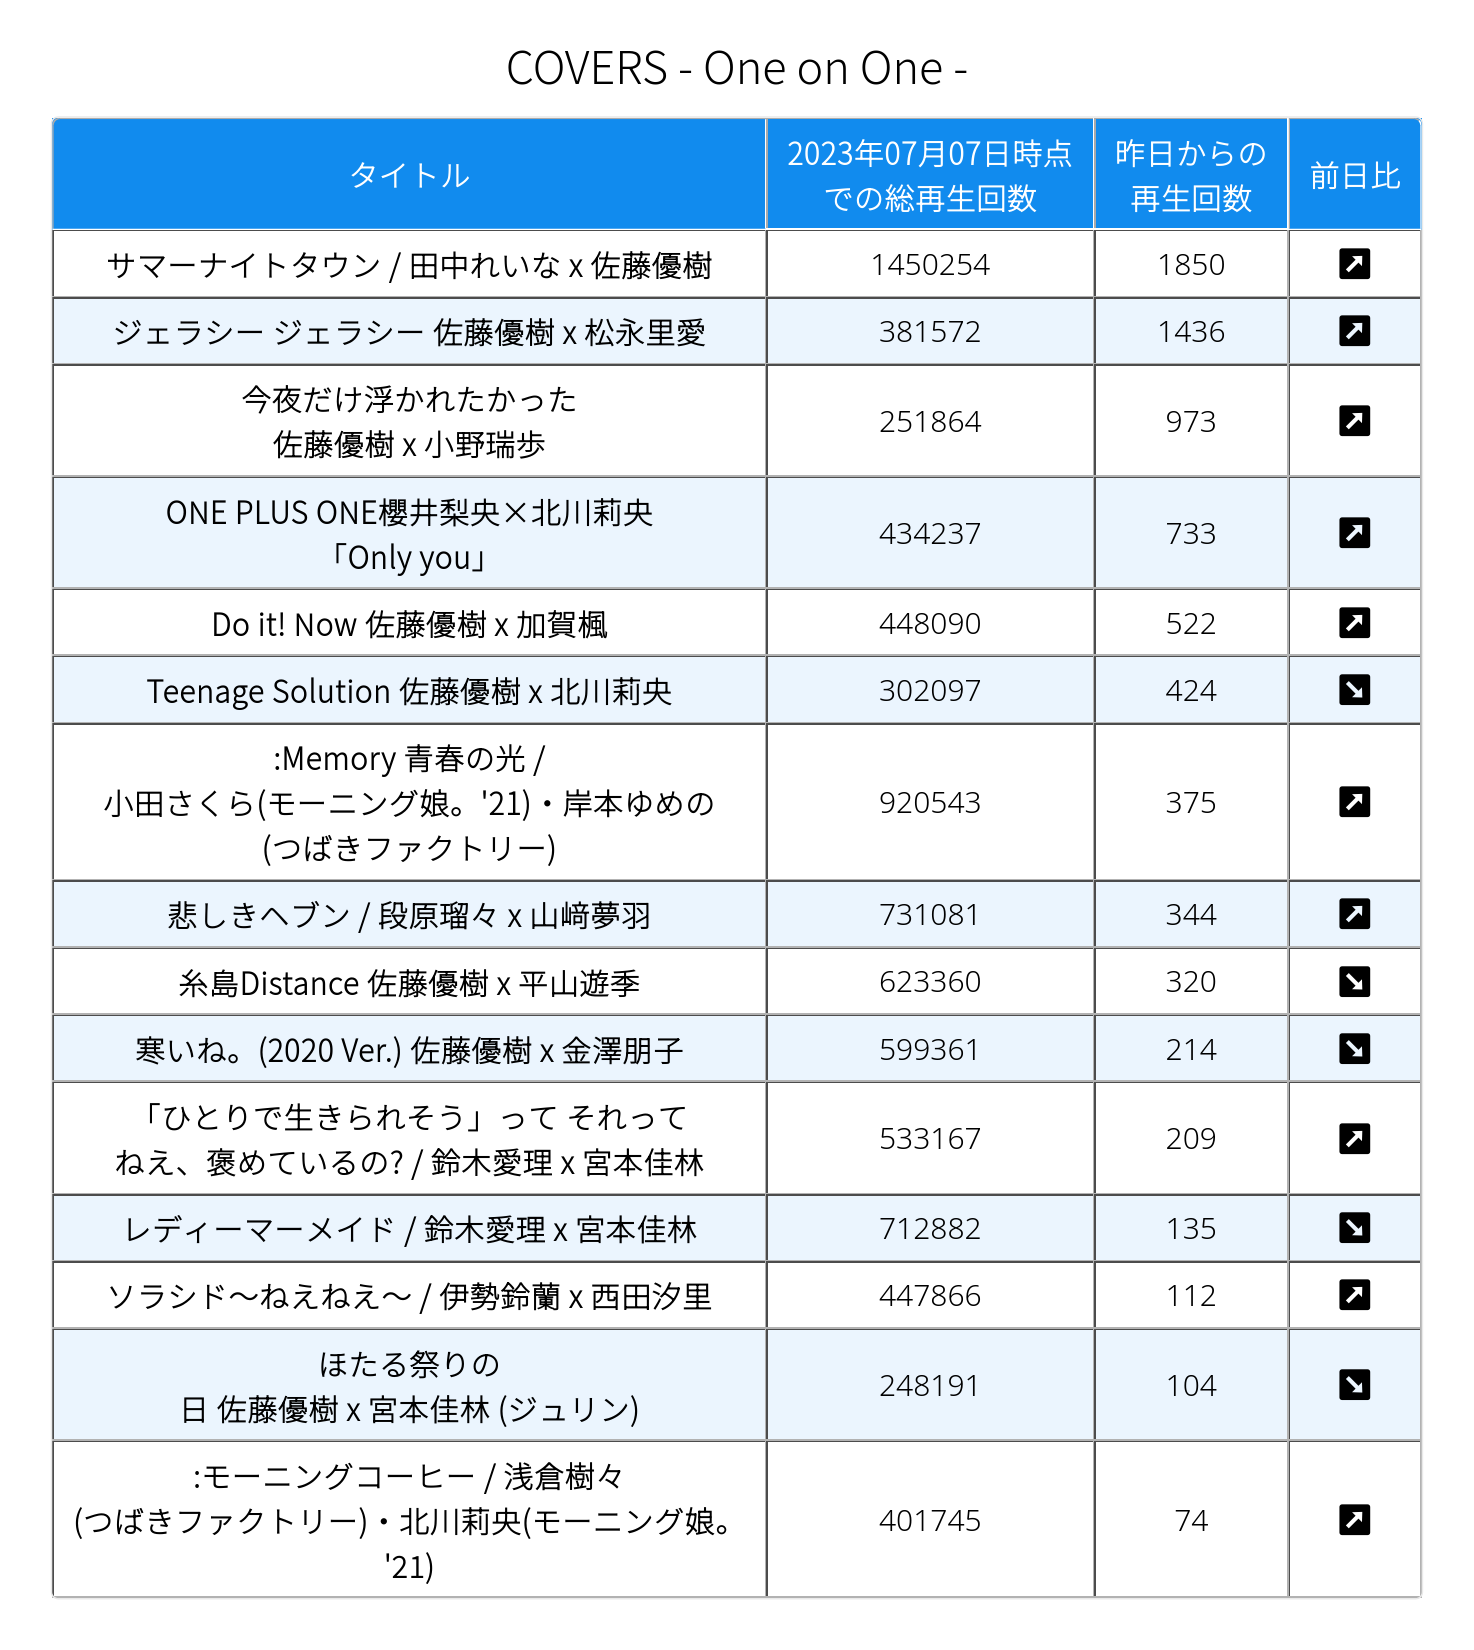 COVERS - One on One -
タイトル
2023年07月07日時点
での総再生回数
昨日からの
再生回数
前日比
サマーナイトタウン / 田中れいな x 佐藤優樹
1450254
1850
ジェラシー ジェラシー 佐藤優樹 x 松永里愛
381572
1436
今夜だけ浮かれたかった
佐藤優樹 x 小野瑞歩
251864
973
ONE PLUS ONE櫻井梨央×北川莉央
「Only you」
434237
733
Do it! Now 佐藤優樹 x 加賀楓
448090
522
Teenage Solution 佐藤優樹 x 北川莉央
302097
424
:Memory 青春の光 /
小田さくら(モーニング娘。'21)・岸本ゆめの
(つばきファクトリー)
920543
375
悲しきヘブン / 段原瑠々 x 山﨑夢羽
731081
344
糸島Distance 佐藤優樹 x 平山遊季
623360
320
寒いね。(2020 Ver.) 佐藤優樹 x 金澤朋子
599361
214
「ひとりで生きられそう」って それって
ねえ、褒めているの? / 鈴木愛理 x 宮本佳林
533167
209
レディーマーメイド / 鈴木愛理 x 宮本佳林
712882
135
ソラシド〜ねえねえ〜 / 伊勢鈴蘭 x 西田汐里
447866
112
ほたる祭りの
日 佐藤優樹 x 宮本佳林 (ジュリン)
248191
104
:モーニングコーヒー / 浅倉樹々
(つばきファクトリー)・北川莉央(モーニング娘。
'21)
401745
74